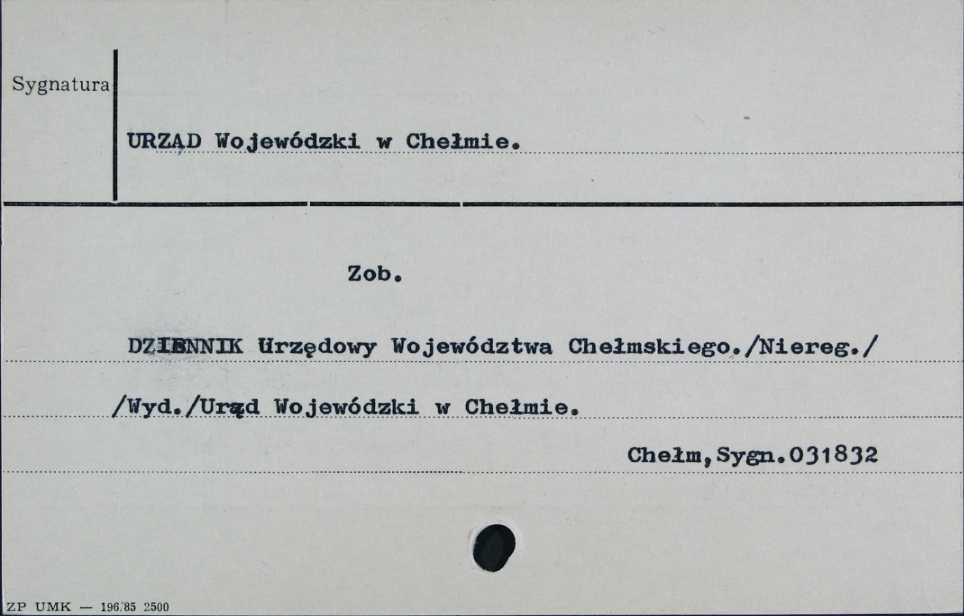 Sygnatura
URZĄD Wojewódzki w Chełmie.
Zob.
DZIENNIK Urzędowy Województwa Chełmskiego./Niereg./
/Wyd./Urząd Wojewódzki w Chełmie.
Chełm,Sygn.031832
ZP UMK — 196/85 2500